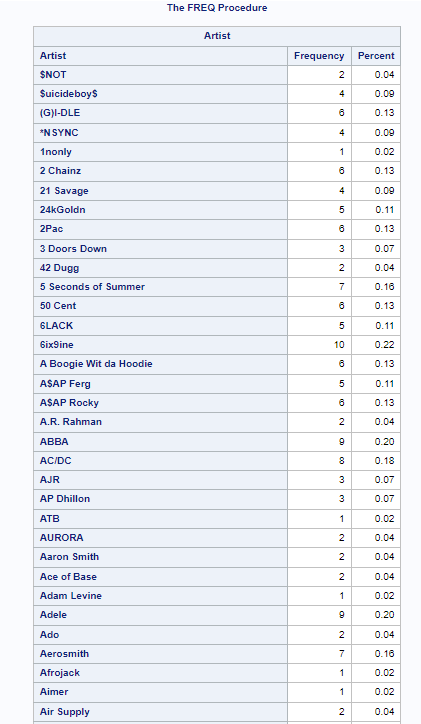 The FREQ Procedure
Artist
Artist Frequency Percent
$NOT 2 0.04
$uicideboy$ 4 0.09
(G)I-DLE 6 0.13
*NSYNC 4 0.09
1nonly 1 0.02
2 Chainz 6 0.13
21 Savage 4 0.09
24kGoldn 5 0.11
2Pac 6 0.13
3 Doors Down 3 0.07
42 Dugg 2 0.04
5 Seconds of Summer 7 0.16
50 Cent 6 0.13
6LACK 5 0.11
6ix9ine 10 0.22
A Boogie Wit da Hoodie 6 0.13
A$AP Ferg 5 0.11
A$AP Rocky 6 0.13
A.R. Rahman 2 0.04
ABBA 9 0.20
AC/DC 8 0.18
AJR 3 0.07
AP Dhillon 3 0.07
ATB 1 0.02
AURORA 2 0.04
Aaron Smith 2 0.04
Ace of Base 2 0.04
Adam Levine 1 0.02
Adele 9 0.20
Ado 2 0.04
Aerosmith 7 0.16
Afrojack 1 0.02
Aimer 1 0.02
Air Supply 2 0.04